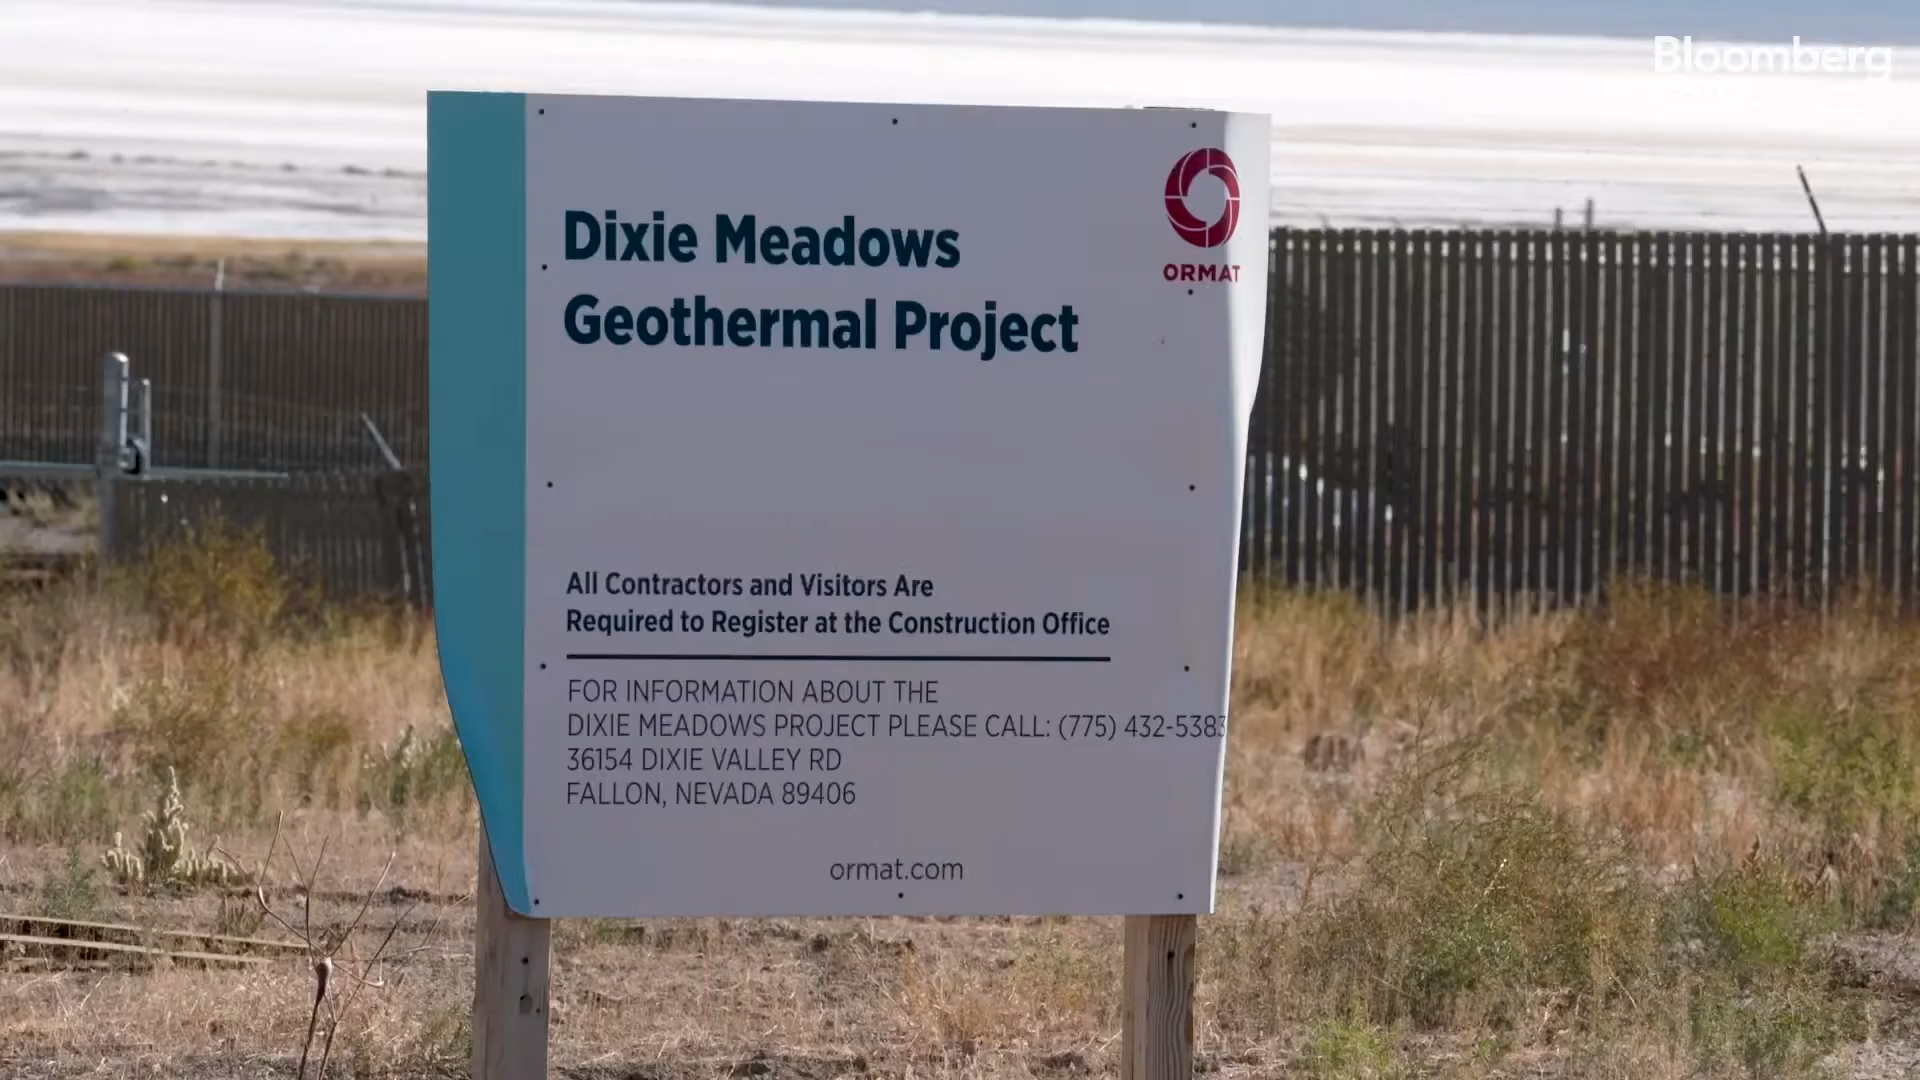 Bloomberg
ORMAT
Dixie Meadows
Geothermal Project
All Contractors and Visitors Are
Required to Register at the Construction Office
FOR INFORMATION ABOUT THE
DIXIE MEADOWS PROJECT PLEASE CALL: (775) 432-5383
36154 DIXIE VALLEY RD
FALLON, NEVADA 89406
ormat.com